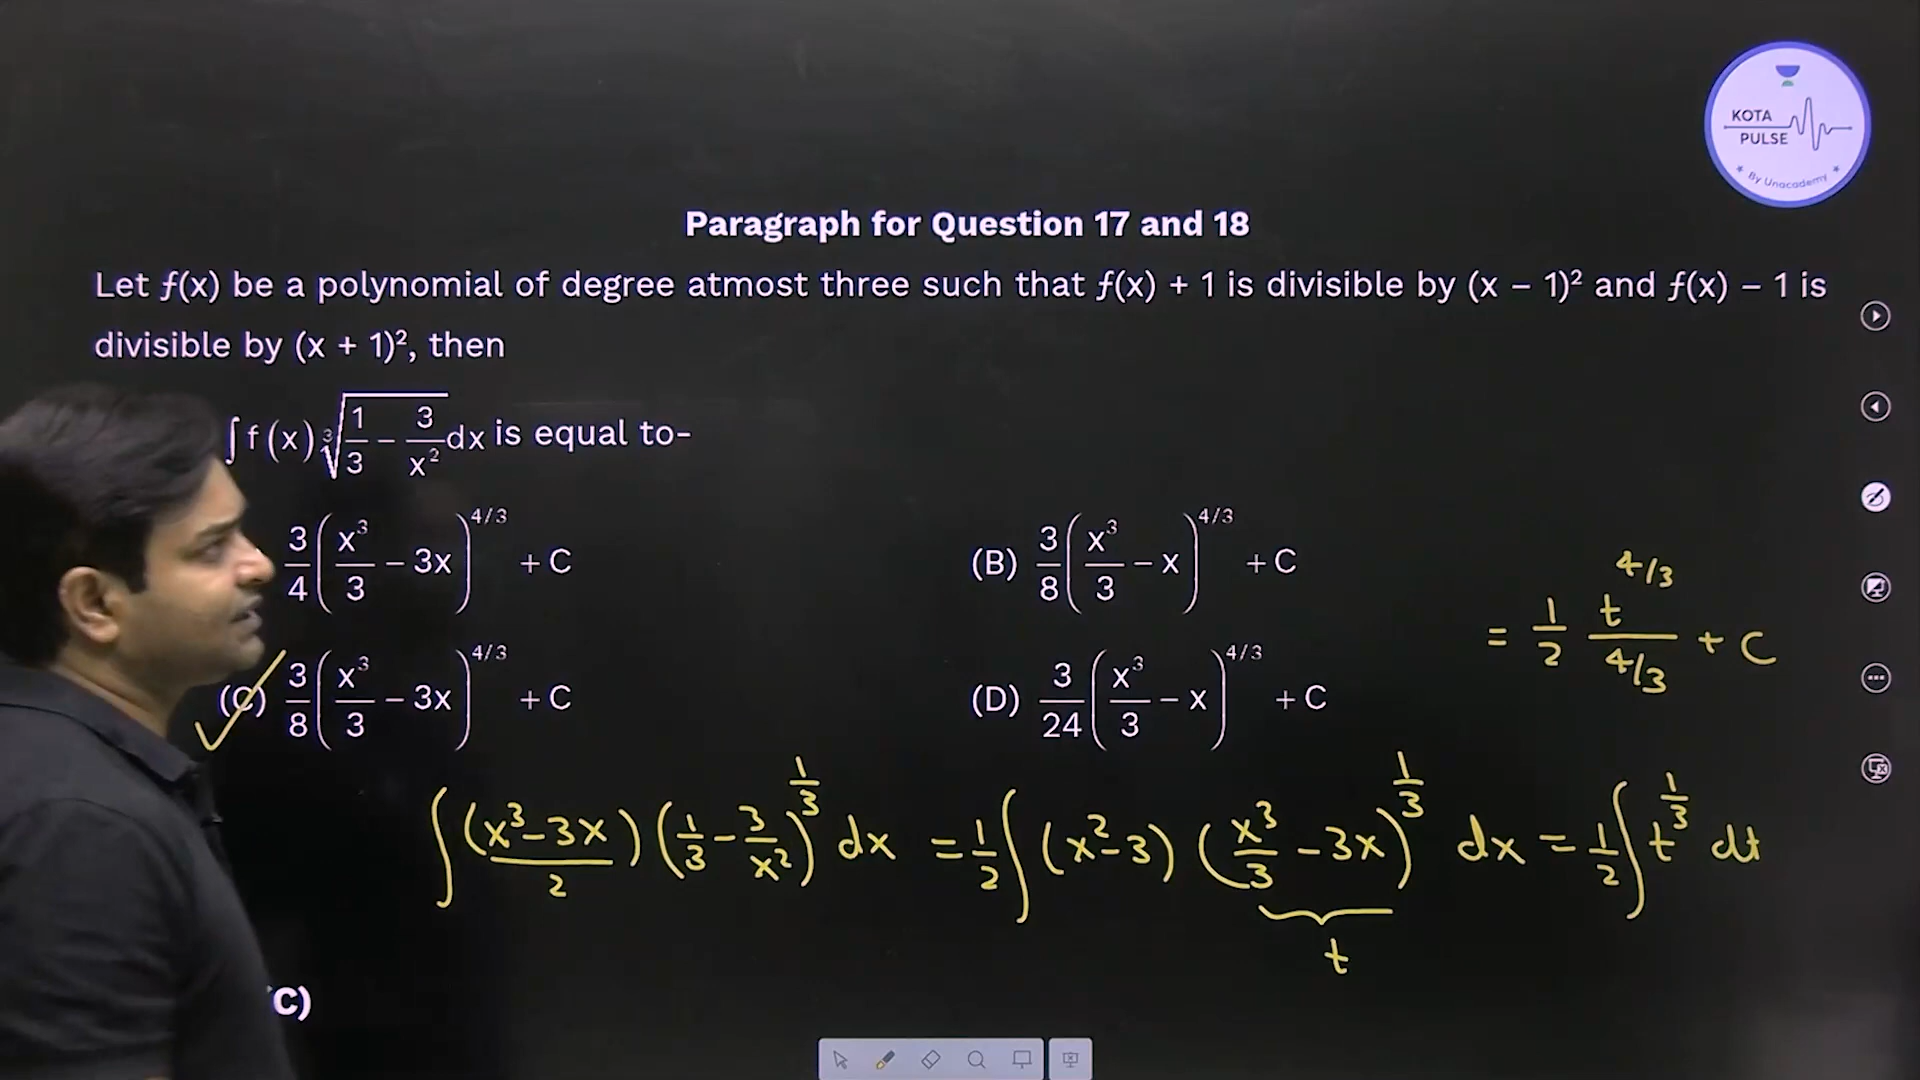 KOTA
PULSE
By Unacademy
Paragraph for Question 17 and 18
Let f(x) be a polynomial of degree atmost three such that f(x) + 1 is divisible by (x – 1)² and f(x) – 1 is
divisible by (x + 1)², then
∫f(x)∛(1/3 – 3/x²)dx is equal to-
3/4(x³/3 – 3x)^4/3 + C
(B) 3/8(x³/3 – x)^4/3 + C
(C) 3/8(x³/3 – 3x)^4/3 + C
(D) 3/24(x³/3 – x)^4/3 + C
= 1/2 t^4/3/(4/3) + C
∫(x³–3x)/2 (1/3 – 3/x²)^1/3 dx = 1/2∫(x²–3)(x³/3 – 3x)^1/3 dx = 1/2∫t^1/3 dt
t
(C)